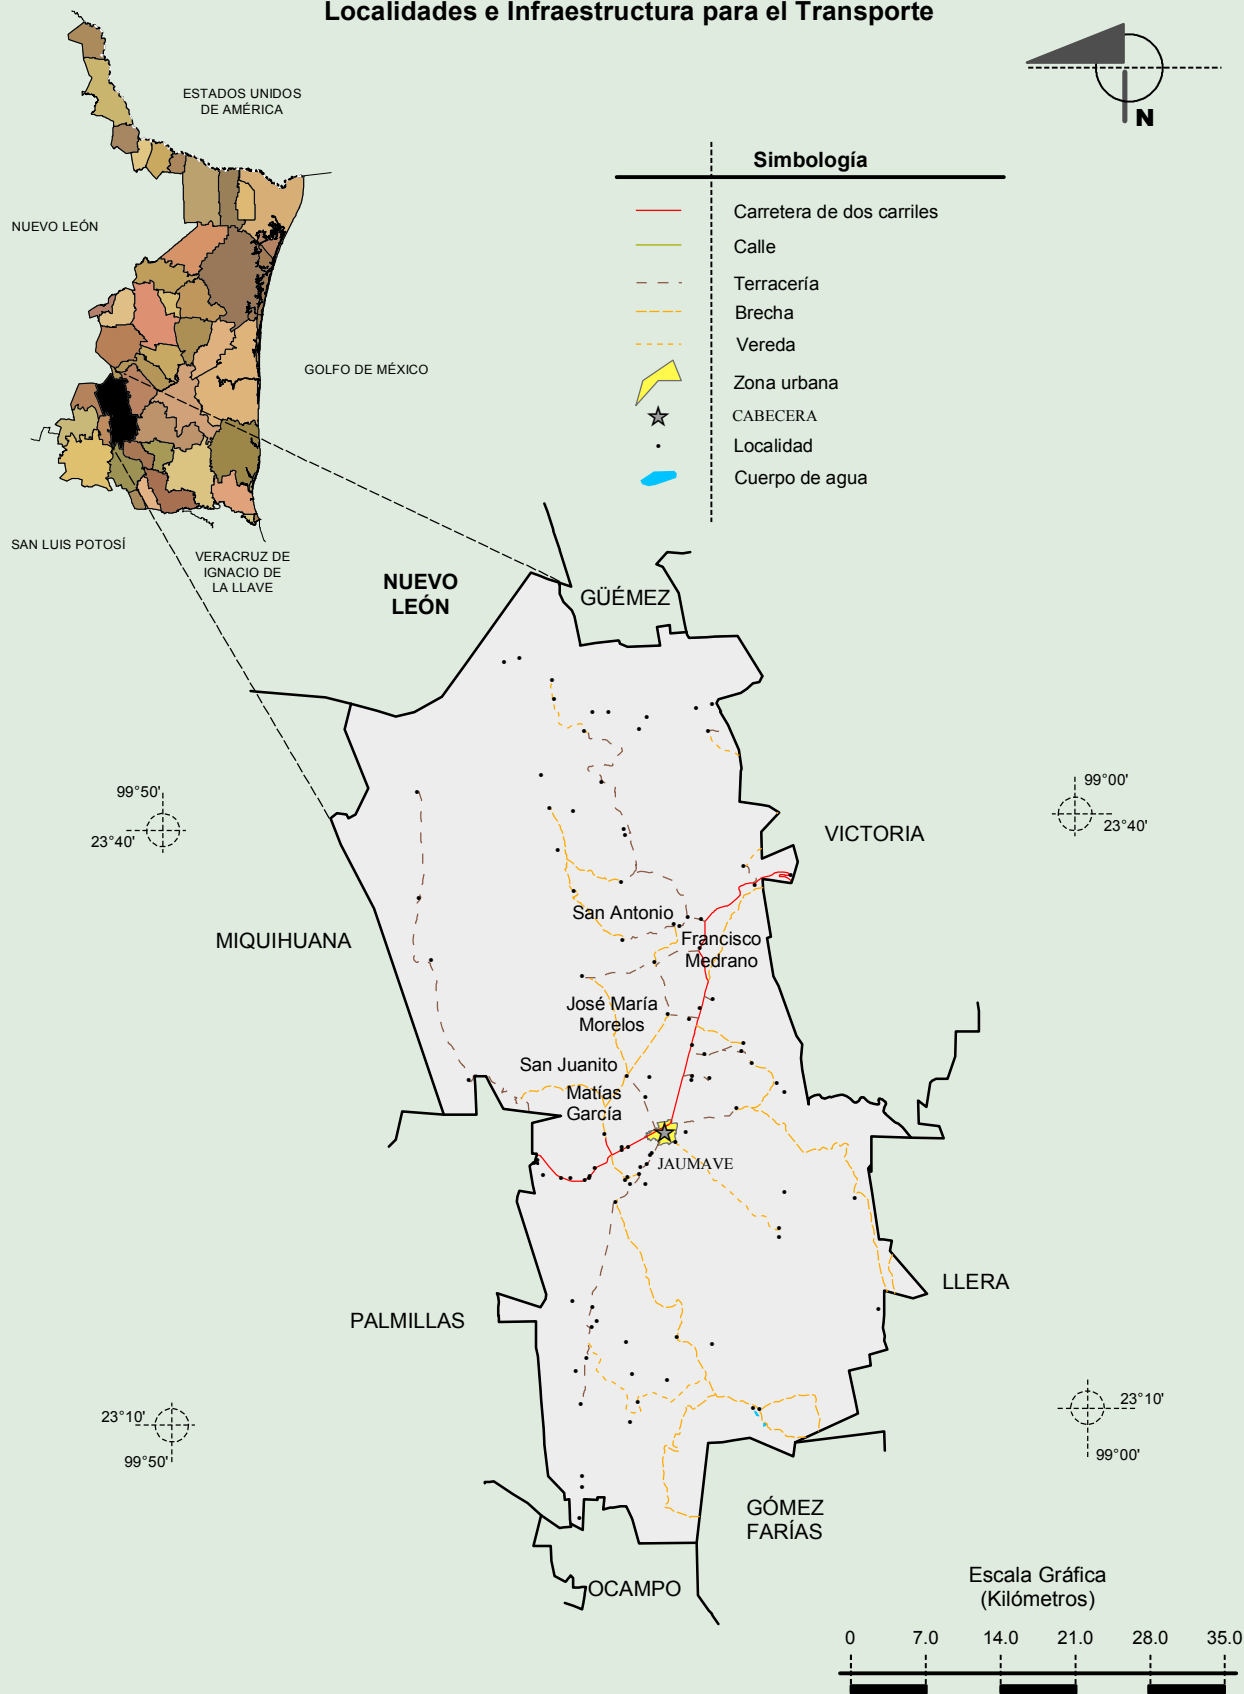 Localidades e Infraestructura para el Transporte
N
ESTADOS UNIDOS
DE AMÉRICA
NUEVO LEÓN
GOLFO DE MÉXICO
SAN LUIS POTOSÍ
VERACRUZ DE
IGNACIO DE
LA LLAVE
Simbología
Carretera de dos carriles
Calle
Terracería
Brecha
Vereda
Zona urbana
CABECERA
Localidad
Cuerpo de agua
NUEVO
LEÓN
GÜÉMEZ
99°50'
23°40'
99°00'
23°40'
VICTORIA
San Antonio
MIQUIHUANA
Francisco
Medrano
José María
Morelos
San Juanito
Matías
García
JAUMAVE
LLERA
PALMILLAS
23°10'
99°50'
23°10'
99°00'
GÓMEZ
FARÍAS
OCAMPO
Escala Gráfica
(Kilómetros)
0 7.0 14.0 21.0 28.0 35.0